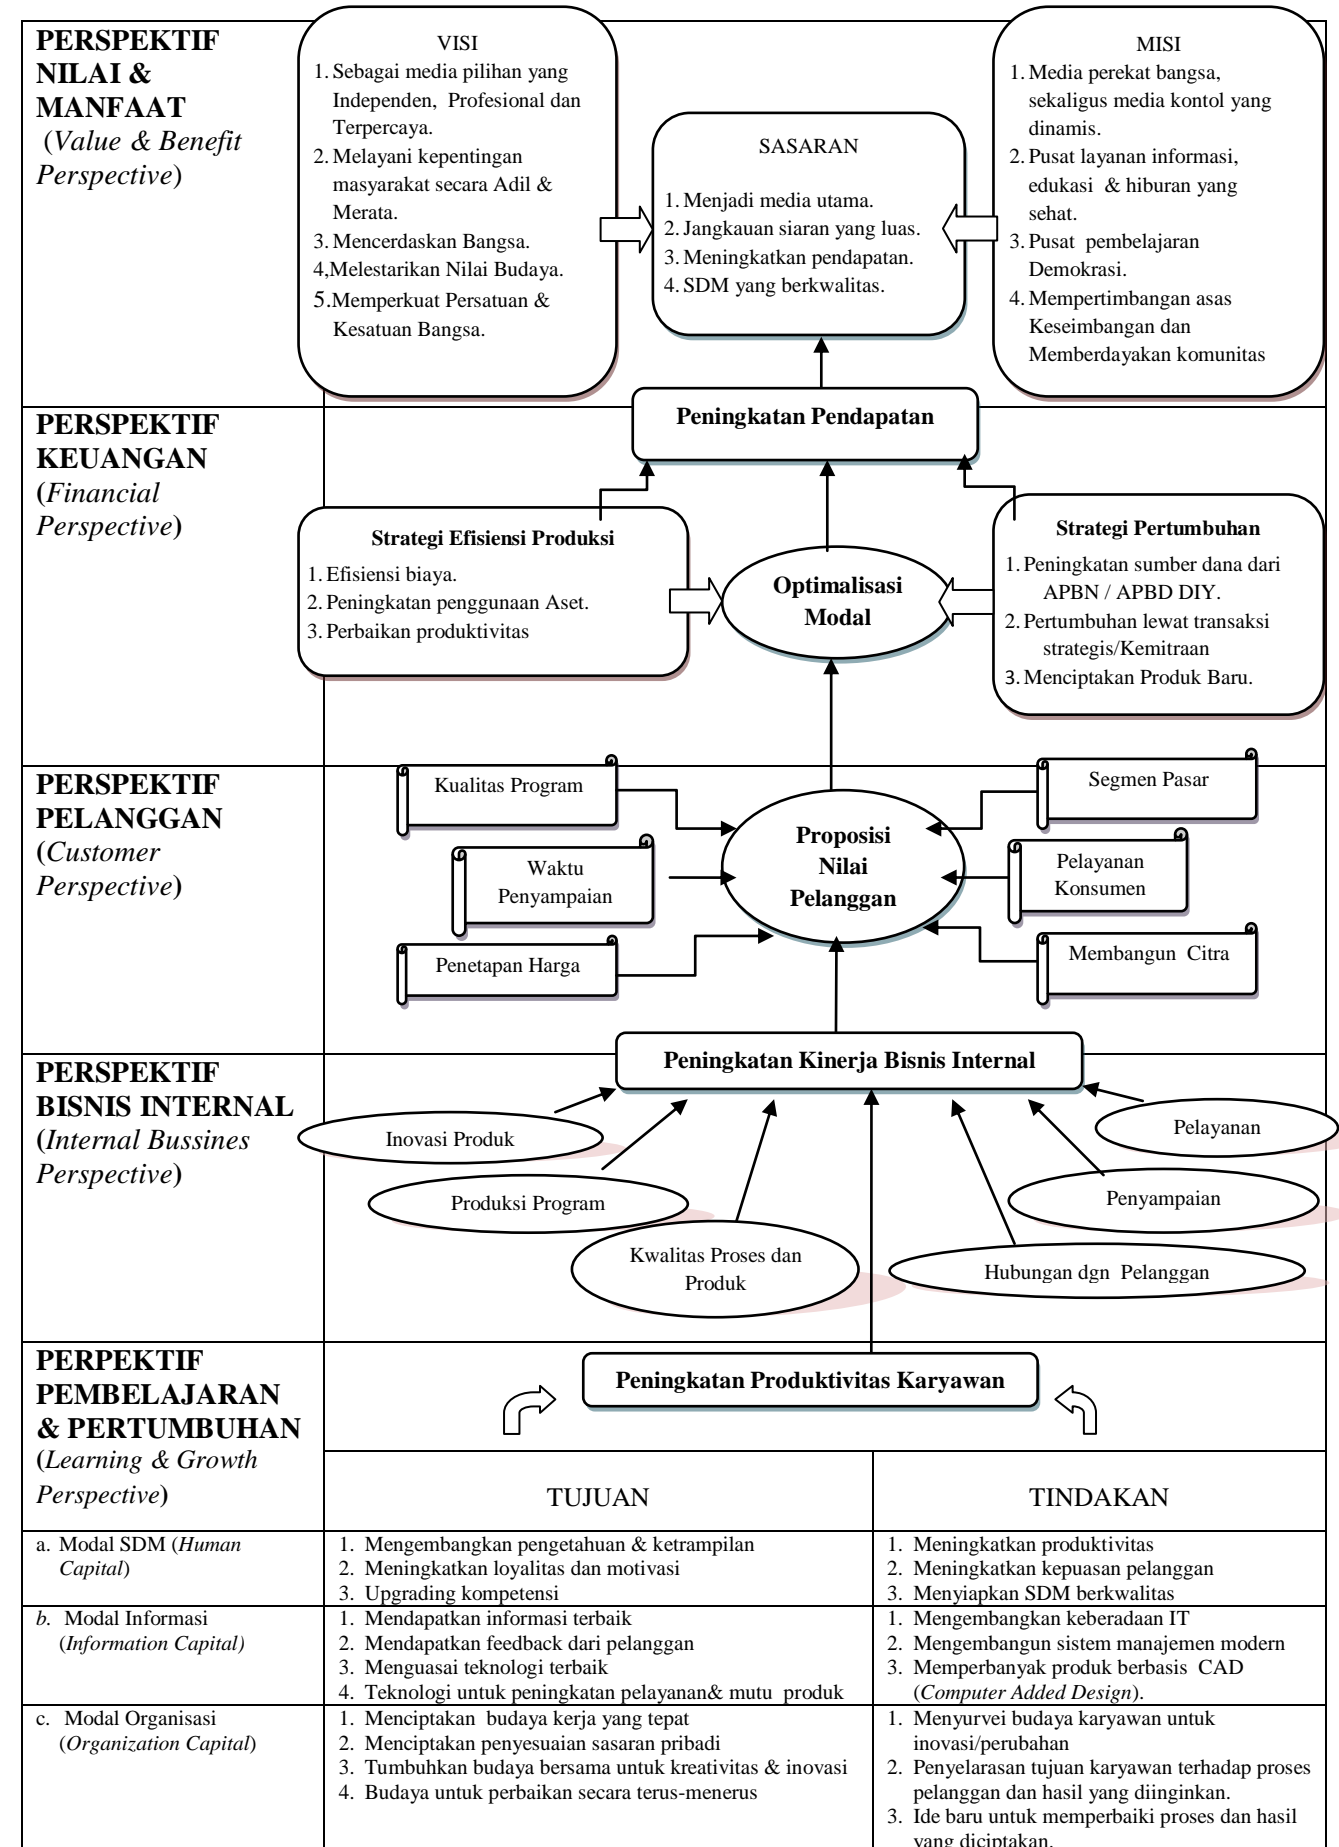 PERSPEKTIF
NILAI &
MANFAAT
(Value & Benefit
Perspective)
VISI
1. Sebagai media pilihan yang
Independen, Profesional dan
Terpercaya.
2. Melayani kepentingan
masyarakat secara Adil &
Merata.
3. Mencerdaskan Bangsa.
4,Melestarikan Nilai Budaya.
5.Memperkuat Persatuan &
Kesatuan Bangsa.
SASARAN
1. Menjadi media utama.
2. Jangkauan siaran yang luas.
3. Meningkatkan pendapatan.
4. SDM yang berkwalitas.
MISI
1. Media perekat bangsa,
sekaligus media kontol yang
dinamis.
2. Pusat layanan informasi,
edukasi & hiburan yang
sehat.
3. Pusat pembelajaran
Demokrasi.
4. Mempertimbangan asas
Keseimbangan dan
Memberdayakan komunitas
PERSPEKTIF
KEUANGAN
(Financial
Perspective)
Peningkatan Pendapatan
Strategi Efisiensi Produksi
1. Efisiensi biaya.
2. Peningkatan penggunaan Aset.
3. Perbaikan produktivitas
Optimalisasi
Modal
Strategi Pertumbuhan
1. Peningkatan sumber dana dari
APBN / APBD DIY.
2. Pertumbuhan lewat transaksi
strategis/Kemitraan
3. Menciptakan Produk Baru.
PERSPEKTIF
PELANGGAN
(Customer
Perspective)
Kualitas Program
Waktu
Penyampaian
Penetapan Harga
Proposisi
Nilai
Pelanggan
Segmen Pasar
Pelayanan
Konsumen
Membangun Citra
PERSPEKTIF
BISNIS INTERNAL
(Internal Bussines
Perspective)
Peningkatan Kinerja Bisnis Internal
Inovasi Produk
Produksi Program
Kwalitas Proses dan
Produk
Pelayanan
Penyampaian
Hubungan dgn Pelanggan
PERPEKTIF
PEMBELAJARAN
& PERTUMBUHAN
(Learning & Growth
Perspective)
Peningkatan Produktivitas Karyawan
TUJUAN
TINDAKAN
a. Modal SDM (Human
Capital)
1. Mengembangkan pengetahuan & ketrampilan
2. Meningkatkan loyalitas dan motivasi
3. Upgrading kompetensi
1. Meningkatkan produktivitas
2. Meningkatkan kepuasan pelanggan
3. Menyiapkan SDM berkwalitas
b. Modal Informasi
(Information Capital)
1. Mendapatkan informasi terbaik
2. Mendapatkan feedback dari pelanggan
3. Menguasai teknologi terbaik
4. Teknologi untuk peningkatan pelayanan& mutu produk
1. Mengembangkan keberadaan IT
2. Mengembangun sistem manajemen modern
3. Memperbanyak produk berbasis CAD
(Computer Added Design).
c. Modal Organisasi
(Organization Capital)
1. Menciptakan budaya kerja yang tepat
2. Menciptakan penyesuaian sasaran pribadi
3. Tumbuhkan budaya bersama untuk kreativitas & inovasi
4. Budaya untuk perbaikan secara terus-menerus
1. Menyurvei budaya karyawan untuk
inovasi/perubahan
2. Penyelarasan tujuan karyawan terhadap proses
pelanggan dan hasil yang diinginkan.
3. Ide baru untuk memperbaiki proses dan hasil
yang diciptakan.